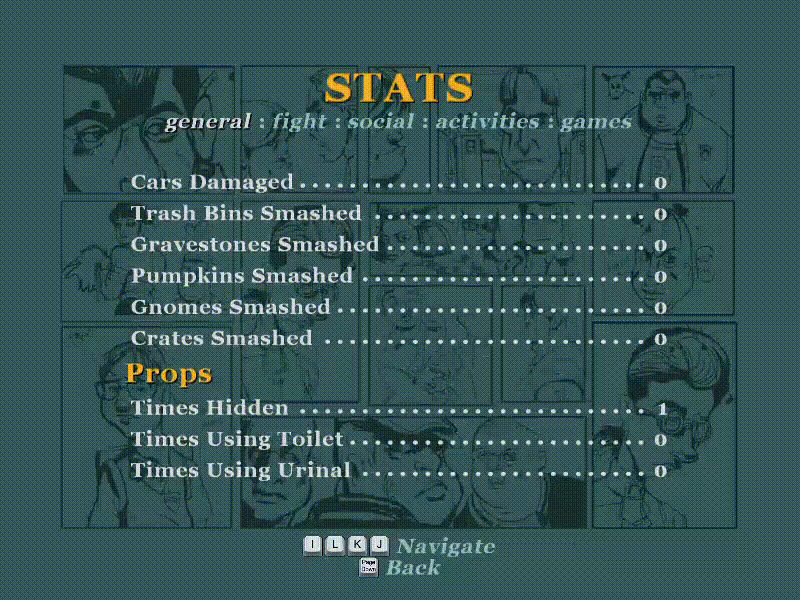 STATS
general : fight : social : activities : games
Cars Damaged ................................ 0
Trash Bins Smashed ......................... 0
Gravestones Smashed ........................ 0
Pumpkins Smashed .......................... 0
Gnomes Smashed ............................. 0
Crates Smashed .............................. 0
Props
Times Hidden ................................ 1
Times Using Toilet ........................... 0
Times Using Urinal .......................... 0
I L K J Navigate
Page Down Back